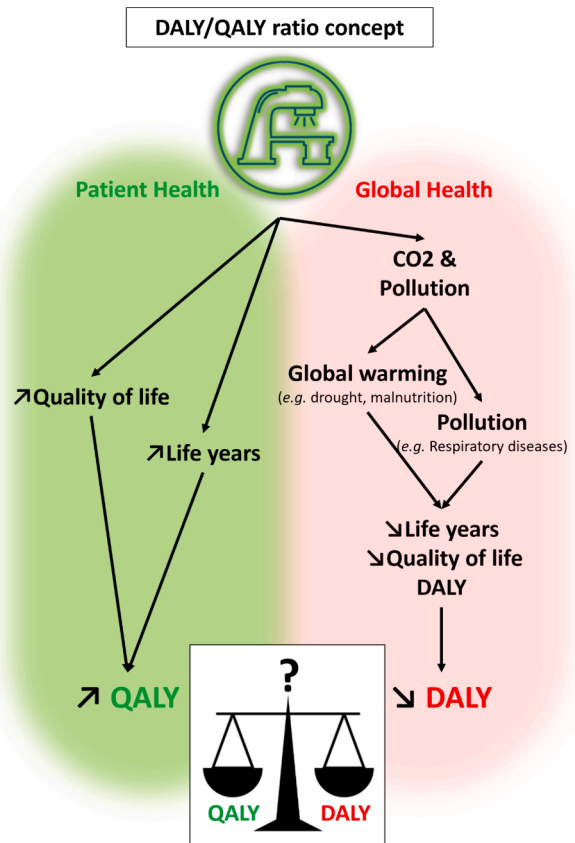 DALY/QALY ratio concept
Patient Health
Global Health
CO2 &
Pollution
Global warming
(e.g. drought, malnutrition)
↗Quality of life
Pollution
(e.g. Respiratory diseases)
↗Life years
↘Life years
↘Quality of life
DALY
↗ QALY
↘ DALY
?
QALY
DALY